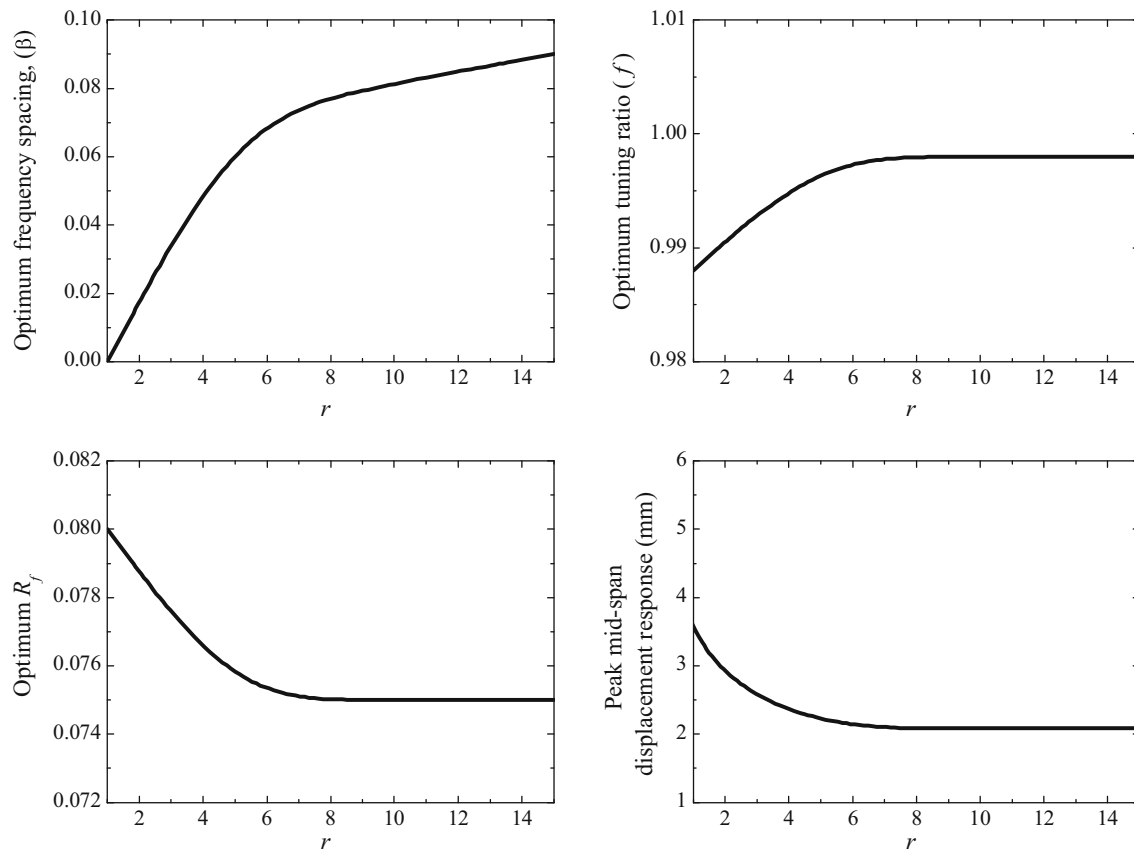 Optimum frequency spacing, (β)
0.10
0.08
0.06
0.04
0.02
0.00
2 4 6 8 10 12 14
r
Optimum tuning ratio (f)
1.01
1.00
0.99
0.98
2 4 6 8 10 12 14
r
Optimum R_f
0.082
0.080
0.078
0.076
0.074
0.072
2 4 6 8 10 12 14
r
Peak mid-span
displacement response (mm)
6
5
4
3
2
1
2 4 6 8 10 12 14
r